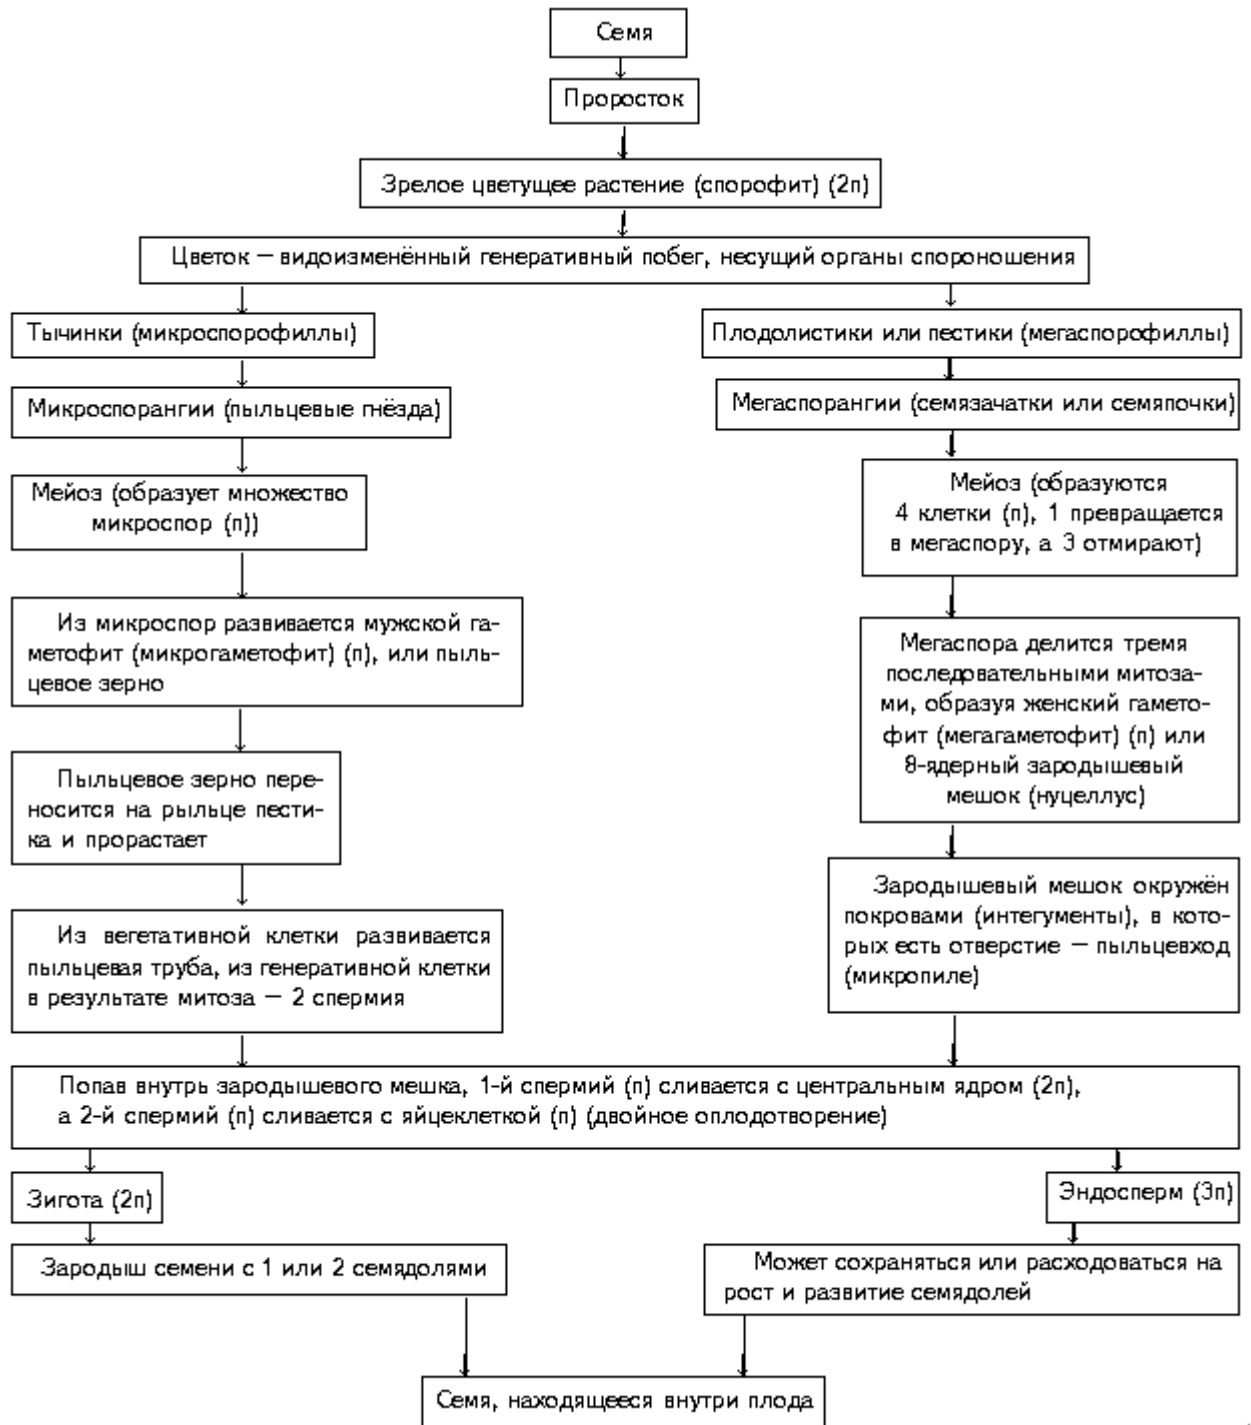 Семя
Проросток
Зрелое цветущее растение (спорофит) (2n)
Цветок — видоизменённый генеративный побег, несущий органы спороношения
Тычинки (микроспорофиллы)
Плодолистики или пестики (мегаспорофиллы)
Микроспорангии (пыльцевые гнёзда)
Мегаспорангии (семязачатки или семяпочки)
Мейоз (образует множество
микроспор (n))
Мейоз (образуются
4 клетки (n), 1 превращается
в мегаспору, а 3 отмирают)
Из микроспор развивается мужской га-
метофит (микрогаметофит) (n), или пыль-
цевое зерно
Мегаспора делится тремя
последовательными митоза-
ми, образуя женский гамето-
фит (мегагаметофит) (n) или
8-ядерный зародышевый
мешок (нуцеллус)
Пыльцевое зерно пере-
носится на рыльце пести-
ка и прорастает
Зародышевый мешок окружён
покровами (интегументы), в кото-
рых есть отверстие — пыльцевход
(микропиле)
Из вегетативной клетки развивается
пыльцевая труба, из генеративной клетки
в результате митоза — 2 спермия
Попав внутрь зародышевого мешка, 1-й спермий (n) сливается с центральным ядром (2n),
а 2-й спермий (n) сливается с яйцеклеткой (n) (двойное оплодотворение)
Зигота (2n)
Эндосперм (3n)
Зародыш семени с 1 или 2 семядолями
Может сохраняться или расходоваться на
рост и развитие семядолей
Семя, находящееся внутри плода